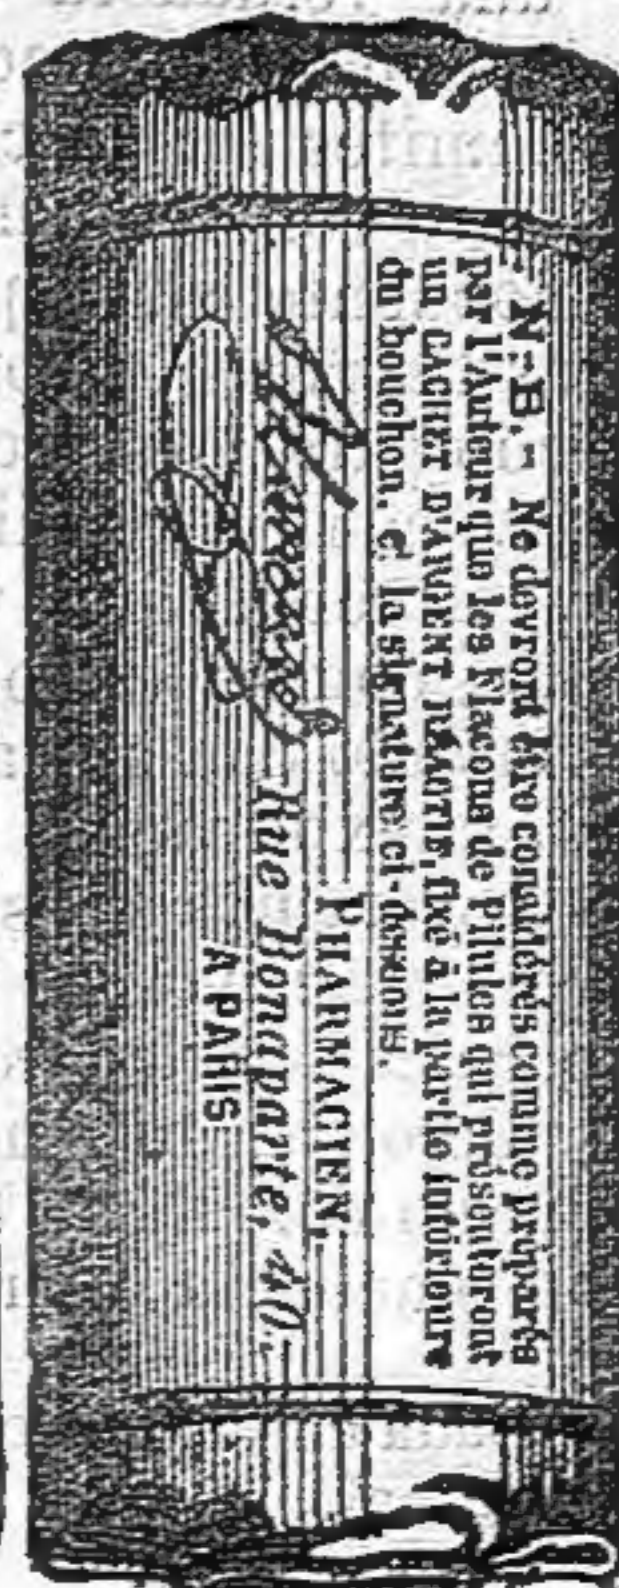 N.-B. - Ne devront être considérés comme préparés
par l'Auteur que les Flacons de Pilules qui présenteront
un CACHET D'ARGENT RÉACTIF, fixé à la partie inférieure
du bouchon, et la signature ci-dessous.
PHARMACIEN,
Rue Bonaparte, 40.
A PARIS